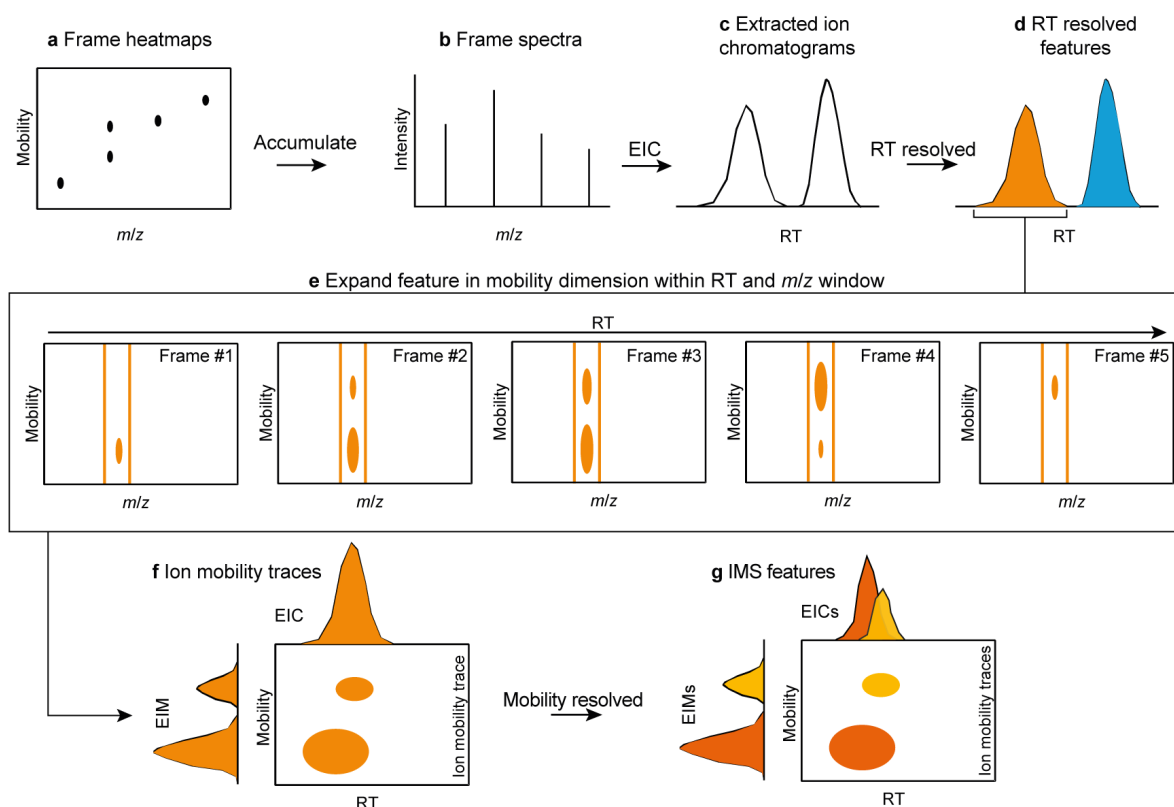 a Frame heatmaps
Mobility
m/z
Accumulate
b Frame spectra
Intensity
m/z
EIC
c Extracted ion
chromatograms
RT
RT resolved
d RT resolved
features
RT
e Expand feature in mobility dimension within RT and m/z window
RT
Frame #1
Mobility
m/z
Frame #2
Mobility
m/z
Frame #3
Mobility
m/z
Frame #4
Mobility
m/z
Frame #5
Mobility
m/z
f Ion mobility traces
EIC
EIM
Mobility
Ion mobility trace
RT
Mobility resolved
g IMS features
EICs
EIMs
Mobility
Ion mobility traces
RT